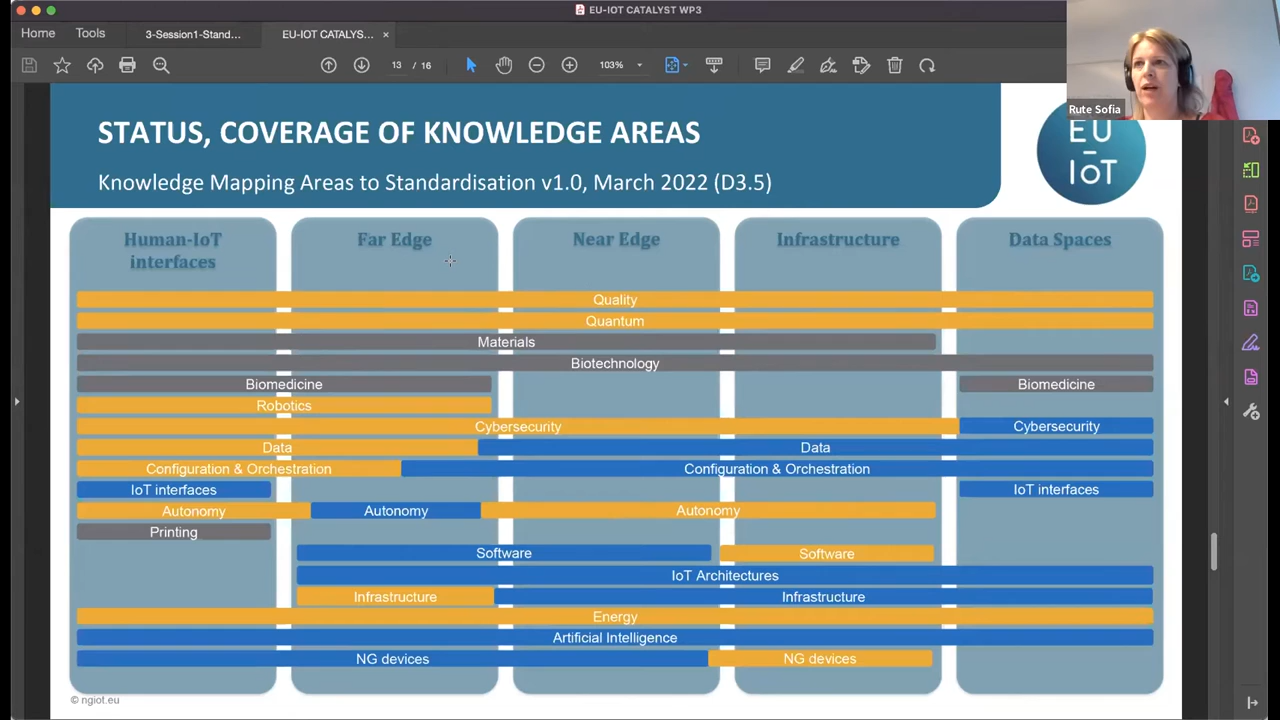 EU-IOT CATALYST WP3
Home
Tools
3-Session1-Stand...
EU-IOT CATALYS...
×
13 / 16
103%
Rute Sofia
STATUS, COVERAGE OF KNOWLEDGE AREAS
Knowledge Mapping Areas to Standardisation v1.0, March 2022 (D3.5)
EU
–
IoT
Human-IoT
interfaces
Far Edge
Near Edge
Infrastructure
Data Spaces
Quality
Quantum
Materials
Biotechnology
Biomedicine
Biomedicine
Robotics
Cybersecurity
Cybersecurity
Data
Data
Configuration & Orchestration
Configuration & Orchestration
IoT interfaces
IoT interfaces
Autonomy
Autonomy
Autonomy
Printing
Software
Software
IoT Architectures
Infrastructure
Infrastructure
Energy
Artificial Intelligence
NG devices
NG devices
© ngiot.eu